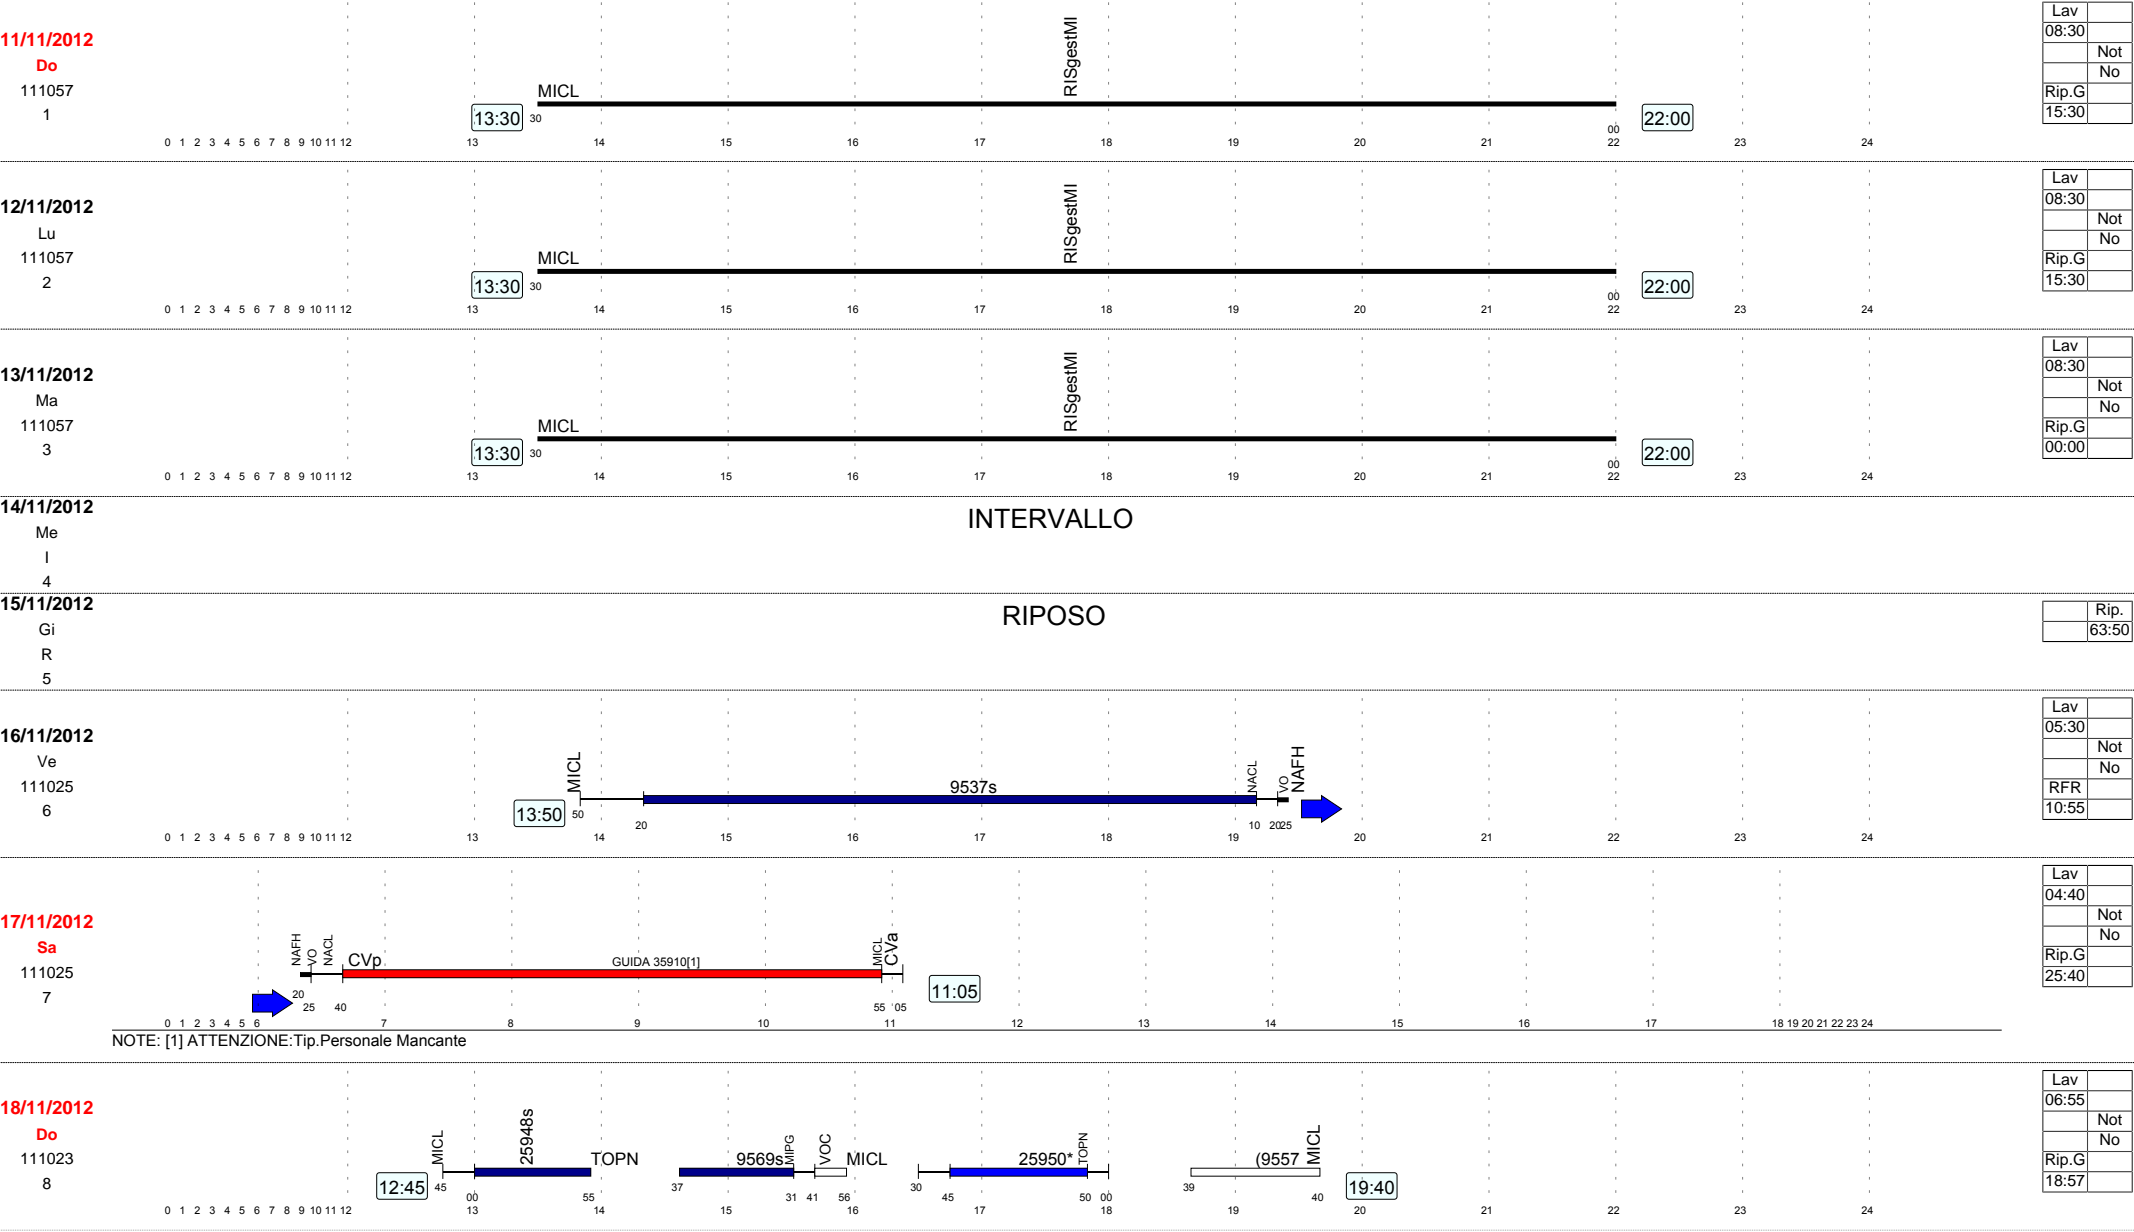 11/11/2012
Do
111057
1
13:30
30
MICL
RISgestMI
00
22:00
0 1 2 3 4 5 6 7 8 9 10 11 12 13 14 15 16 17 18 19 20 21 22 23 24
Lav
08:30
Not
No
Rip.G
15:30
12/11/2012
Lu
111057
2
13:30
30
MICL
RISgestMI
00
22:00
0 1 2 3 4 5 6 7 8 9 10 11 12 13 14 15 16 17 18 19 20 21 22 23 24
Lav
08:30
Not
No
Rip.G
15:30
13/11/2012
Ma
111057
3
13:30
30
MICL
RISgestMI
00
22:00
0 1 2 3 4 5 6 7 8 9 10 11 12 13 14 15 16 17 18 19 20 21 22 23 24
Lav
08:30
Not
No
Rip.G
00:00
14/11/2012
Me
I
4
INTERVALLO
15/11/2012
Gi
R
5
RIPOSO
Rip.
63:50
16/11/2012
Ve
111025
6
13:50
MICL
50
20
9537s
NACL
VO
NAFH
10 20 25
0 1 2 3 4 5 6 7 8 9 10 11 12 13 14 15 16 17 18 19 20 21 22 23 24
Lav
05:30
Not
No
RFR
10:55
17/11/2012
Sa
111025
7
NAFH
VO
NACL
CVp
GUIDA 35910[1]
MICL
CVa
20
25 40
55 05
11:05
0 1 2 3 4 5 6 7 8 9 10 11 12 13 14 15 16 17 18 19 20 21 22 23 24
NOTE: [1] ATTENZIONE:Tip.Personale Mancante
Lav
04:40
Not
No
Rip.G
25:40
18/11/2012
Do
111023
8
12:45
MICL
25948s
TOPN
9569s
MIPG
VOC
MICL
25950*
TOPN
(9557
MICL
45 00 55 37 31 41 56 30 45 50 00 39 40
19:40
0 1 2 3 4 5 6 7 8 9 10 11 12 13 14 15 16 17 18 19 20 21 22 23 24
Lav
06:55
Not
No
Rip.G
18:57